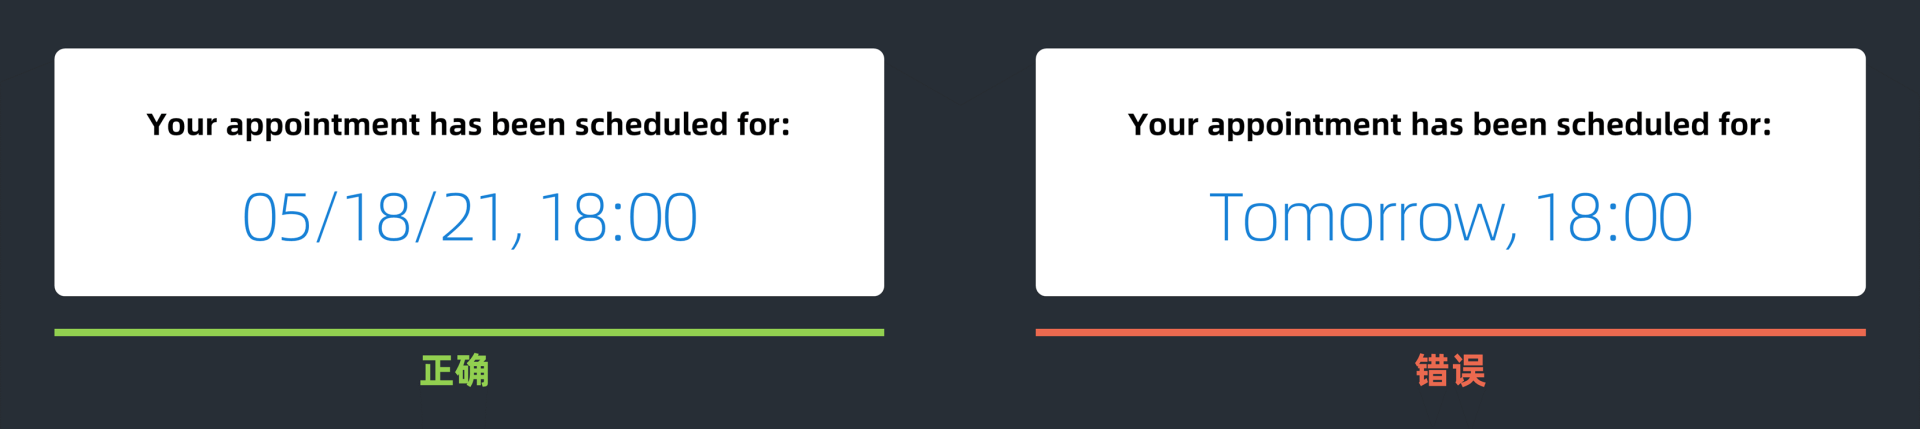 Your appointment has been scheduled for:
05/18/21, 18:00
正确
Your appointment has been scheduled for:
Tomorrow, 18:00
错误